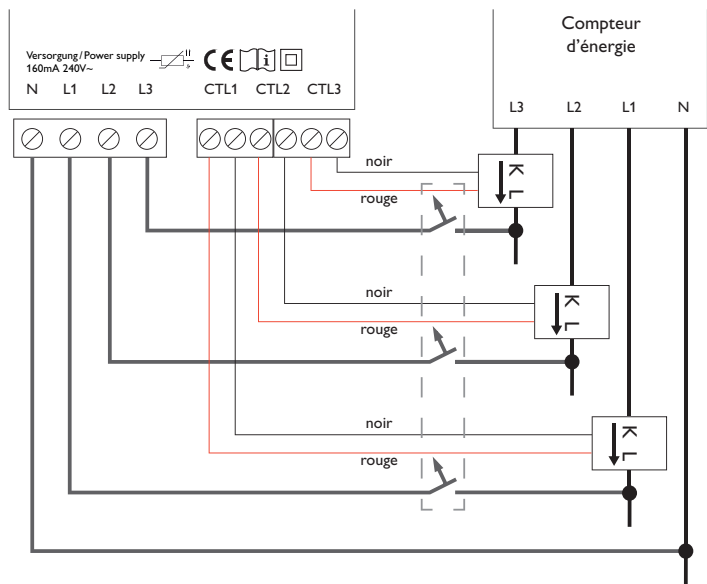 Versorgung/Power supply
160mA 240V~
N L1 L2 L3 CTL1 CTL2 CTL3
Compteur
d'énergie
L3 L2 L1 N
noir
K L
rouge
noir
K L
rouge
noir
K L
rouge